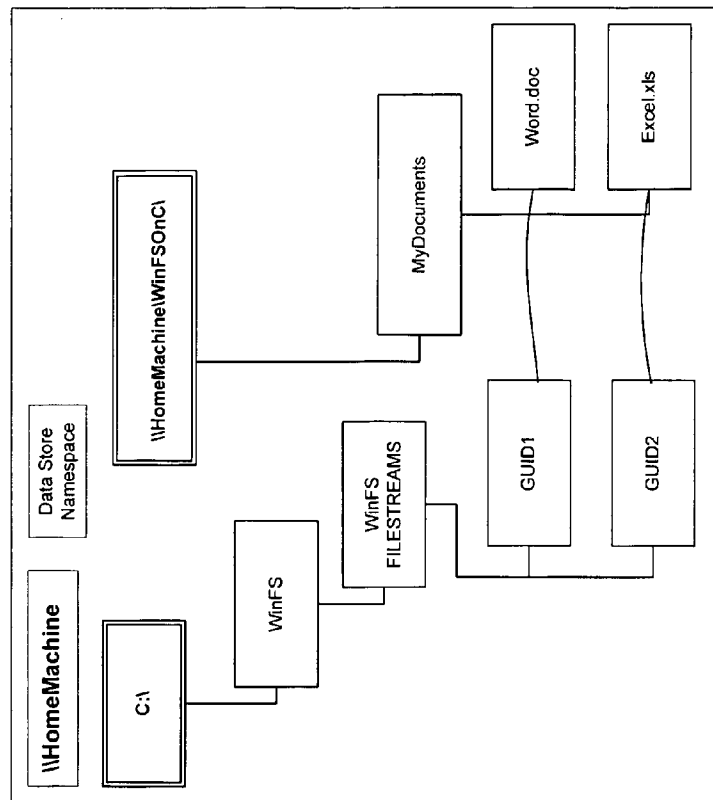 \\HomeMachine
Data Store
Namespace
C:\
\\HomeMachine\WinFSOnC\
WinFS
WinFS
FILESTREAMS
MyDocuments
GUID1
Word.doc
GUID2
Excel.xls